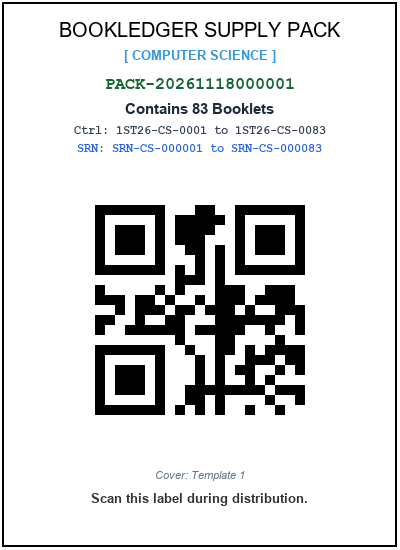 BOOKLEDGER SUPPLY PACK
[ COMPUTER SCIENCE ]
PACK-20261118000001
Contains 83 Booklets
Ctrl: 1ST26-CS-0001 to 1ST26-CS-0083
SRN: SRN-CS-000001 to SRN-CS-000083
Cover: Template 1
Scan this label during distribution.